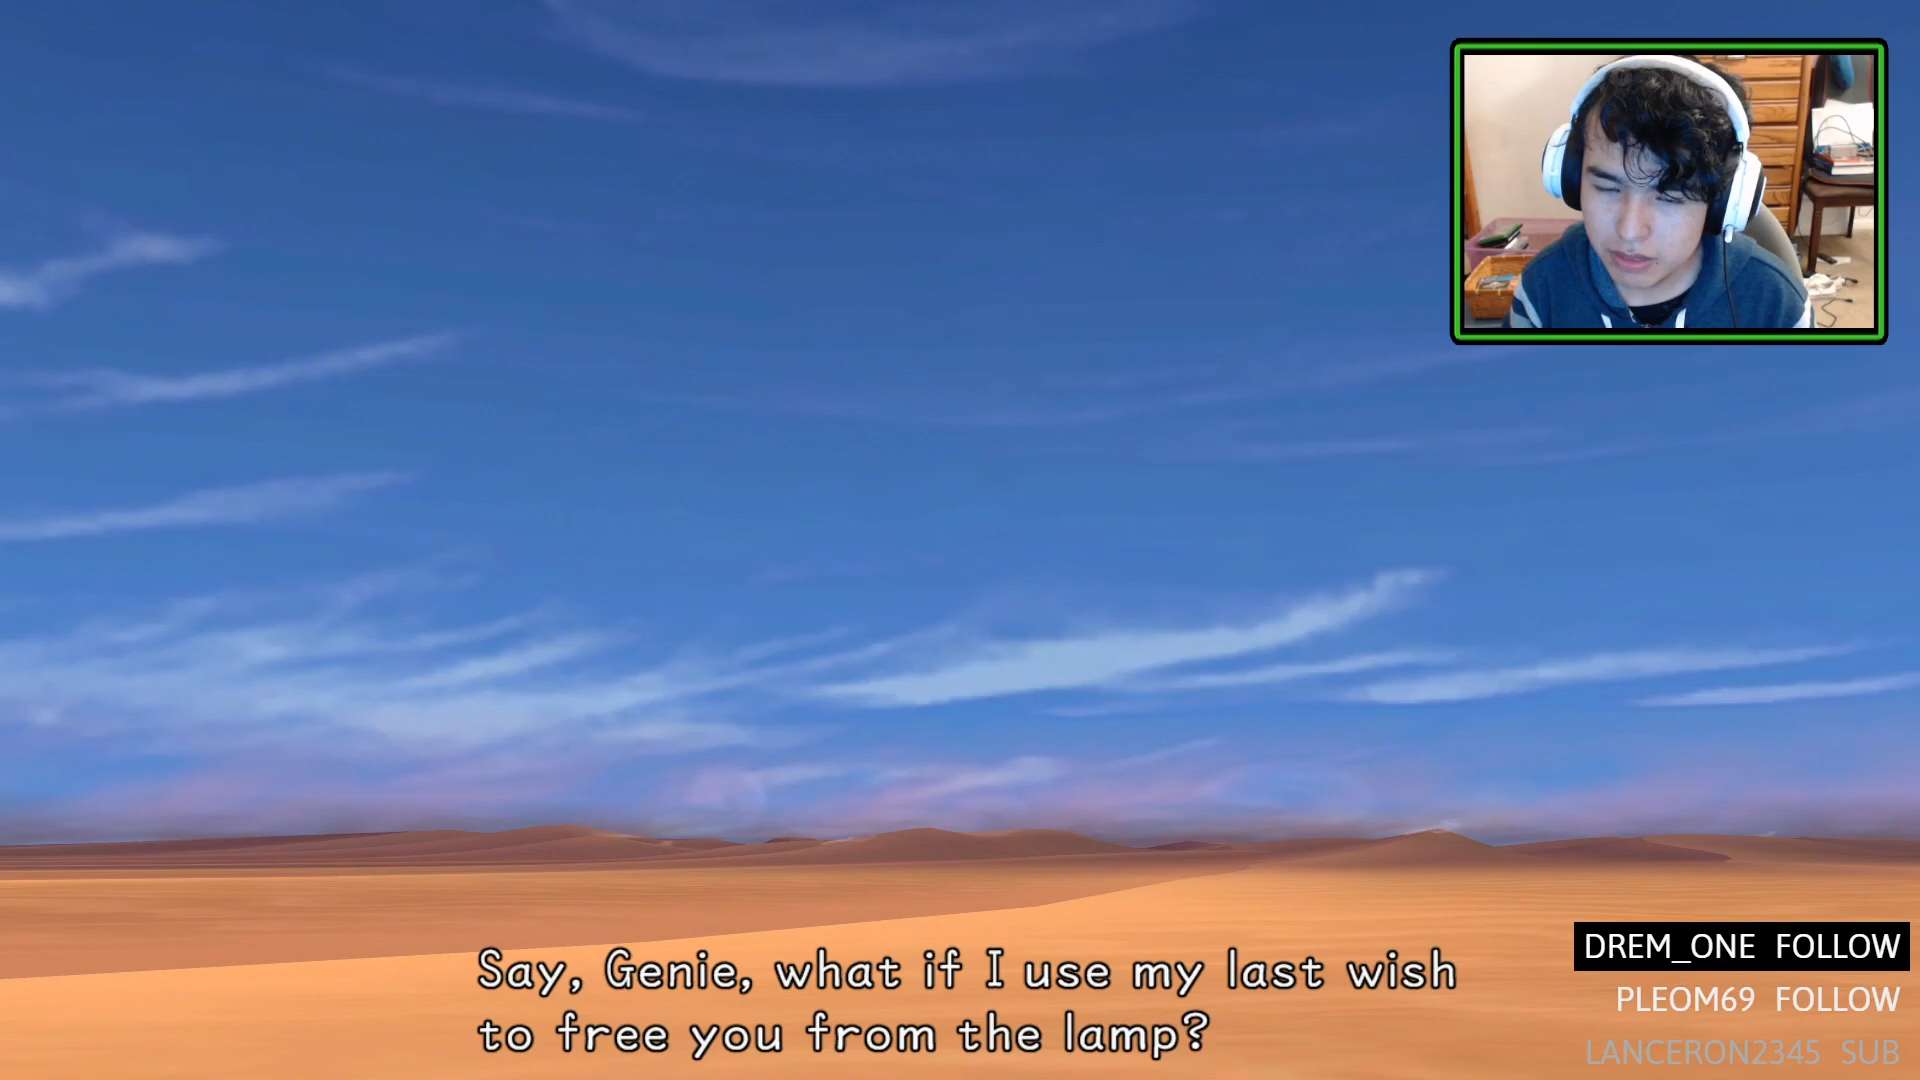 Say, Genie, what if I use my last wish
to free you from the lamp?
DREM_ONE FOLLOW
PLEOM69 FOLLOW
LANCERON2345 SUB